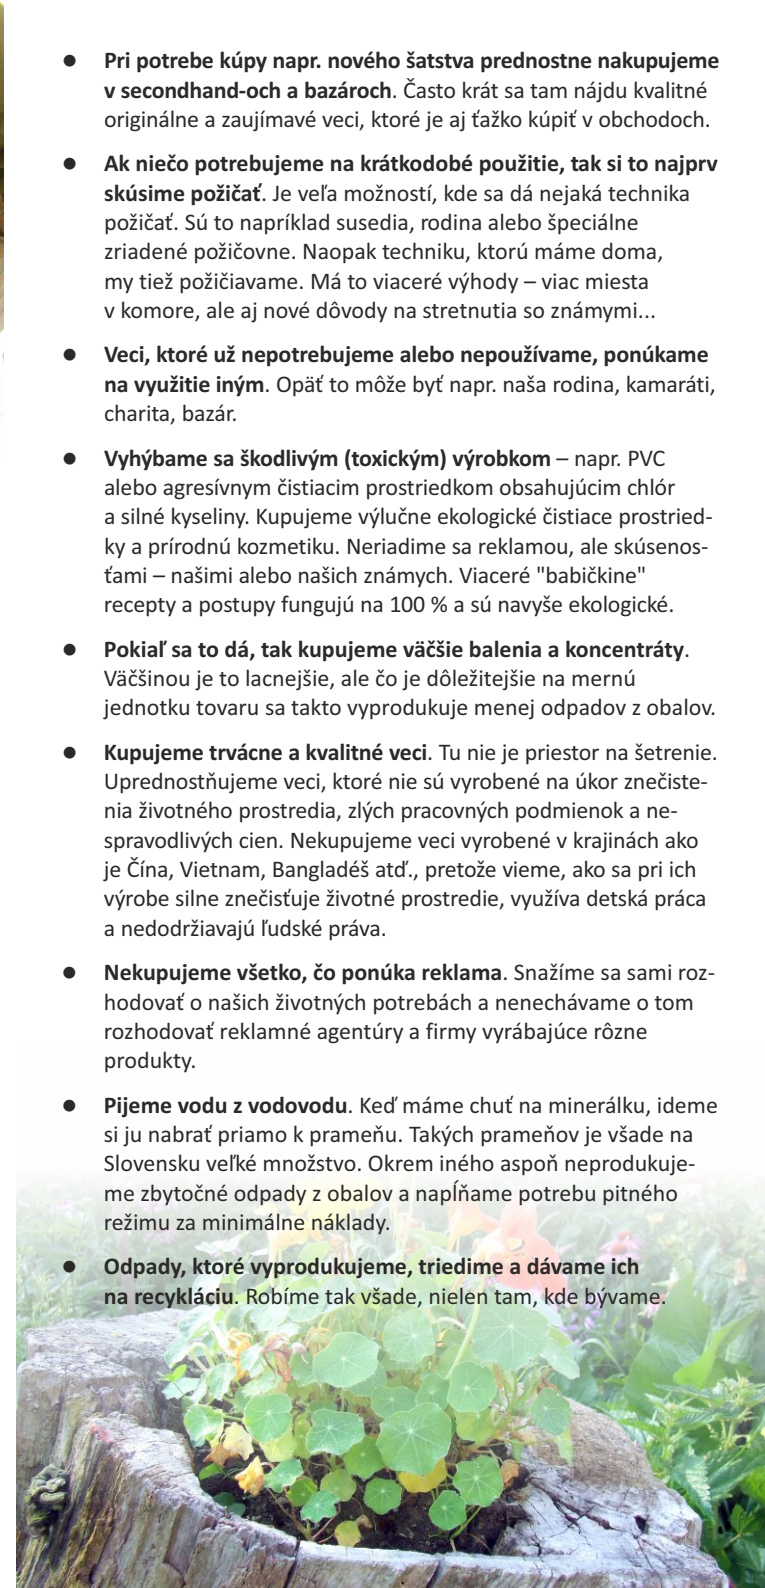 ● Pri potrebe kúpy napr. nového šatstva prednostne nakupujeme
v secondhand-och a bazároch. Často krát sa tam nájdu kvalitné
originálne a zaujímavé veci, ktoré je aj ťažko kúpiť v obchodoch.
● Ak niečo potrebujeme na krátkodobé použitie, tak si to najprv
skúsime požičať. Je veľa možností, kde sa dá nejaká technika
požičať. Sú to napríklad susedia, rodina alebo špeciálne
zriadené požičovne. Naopak techniku, ktorú máme doma,
my tiež požičiavame. Má to viaceré výhody – viac miesta
v komore, ale aj nové dôvody na stretnutia so známymi...
● Veci, ktoré už nepotrebujeme alebo nepoužívame, ponúkame
na využitie iným. Opäť to môže byť napr. naša rodina, kamaráti,
charita, bazár.
● Vyhýbame sa škodlivým (toxickým) výrobkom – napr. PVC
alebo agresívnym čistiacim prostriedkom obsahujúcim chlór
a silné kyseliny. Kupujeme výlučne ekologické čistiace prostried-
ky a prírodnú kozmetiku. Neriadime sa reklamou, ale skúsenos-
ťami – našimi alebo našich známych. Viaceré "babičkine"
recepty a postupy fungujú na 100 % a sú navyše ekologické.
● Pokiaľ sa to dá, tak kupujeme väčšie balenia a koncentráty.
Väčšinou je to lacnejšie, ale čo je dôležitejšie na mernú
jednotku tovaru sa takto vyprodukuje menej odpadov z obalov.
● Kupujeme trvácne a kvalitné veci. Tu nie je priestor na šetrenie.
Uprednostňujeme veci, ktoré nie sú vyrobené na úkor znečiste-
nia životného prostredia, zlých pracovných podmienok a ne-
spravodlivých cien. Nekupujeme veci vyrobené v krajinách ako
je Čína, Vietnam, Bangladéš atď., pretože vieme, ako sa pri ich
výrobe silne znečisťuje životné prostredie, využíva detská práca
a nedodržiavajú ľudské práva.
● Nekupujeme všetko, čo ponúka reklama. Snažíme sa sami roz-
hodovať o našich životných potrebách a nenechávame o tom
rozhodovať reklamné agentúry a firmy vyrábajúce rôzne
produkty.
● Pijeme vodu z vodovodu. Keď máme chuť na minerálku, ideme
si ju nabrať priamo k prameňu. Takých prameňov je všade na
Slovensku veľké množstvo. Okrem iného aspoň neprodukuje-
me zbytočné odpady z obalov a napĺňame potrebu pitného
režimu za minimálne náklady.
● Odpady, ktoré vyprodukujeme, triedime a dávame ich
na recykláciu. Robíme tak všade, nielen tam, kde bývame.